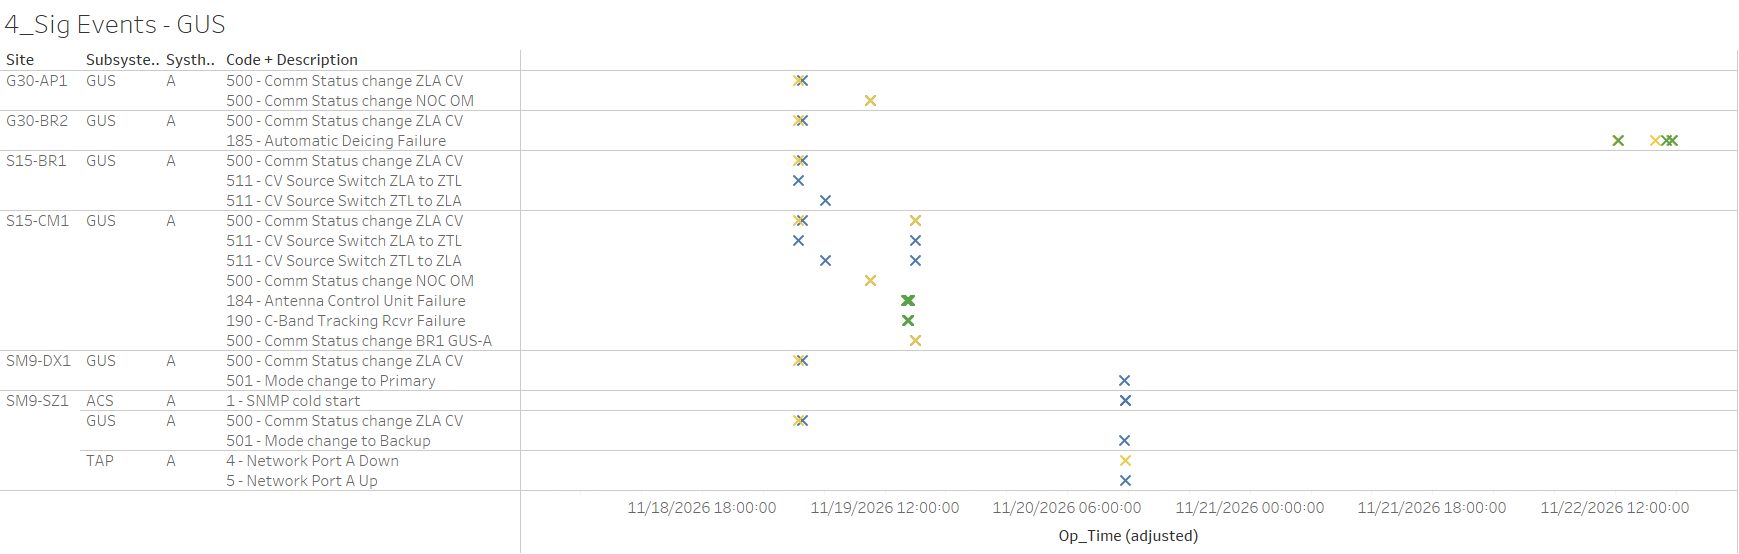 4_Sig Events - GUS
Site Subsyste.. Systh.. Code + Description
G30-AP1 GUS A 500 - Comm Status change ZLA CV
500 - Comm Status change NOC OM
G30-BR2 GUS A 500 - Comm Status change ZLA CV
185 - Automatic Deicing Failure
S15-BR1 GUS A 500 - Comm Status change ZLA CV
511 - CV Source Switch ZLA to ZTL
511 - CV Source Switch ZTL to ZLA
S15-CM1 GUS A 500 - Comm Status change ZLA CV
511 - CV Source Switch ZLA to ZTL
511 - CV Source Switch ZTL to ZLA
500 - Comm Status change NOC OM
184 - Antenna Control Unit Failure
190 - C-Band Tracking Rcvr Failure
500 - Comm Status change BR1 GUS-A
SM9-DX1 GUS A 500 - Comm Status change ZLA CV
501 - Mode change to Primary
SM9-SZ1 ACS A 1 - SNMP cold start
GUS A 500 - Comm Status change ZLA CV
501 - Mode change to Backup
TAP A 4 - Network Port A Down
5 - Network Port A Up
11/18/2026 18:00:00 11/19/2026 12:00:00 11/20/2026 06:00:00 11/21/2026 00:00:00 11/21/2026 18:00:00 11/22/2026 12:00:00
Op_Time (adjusted)